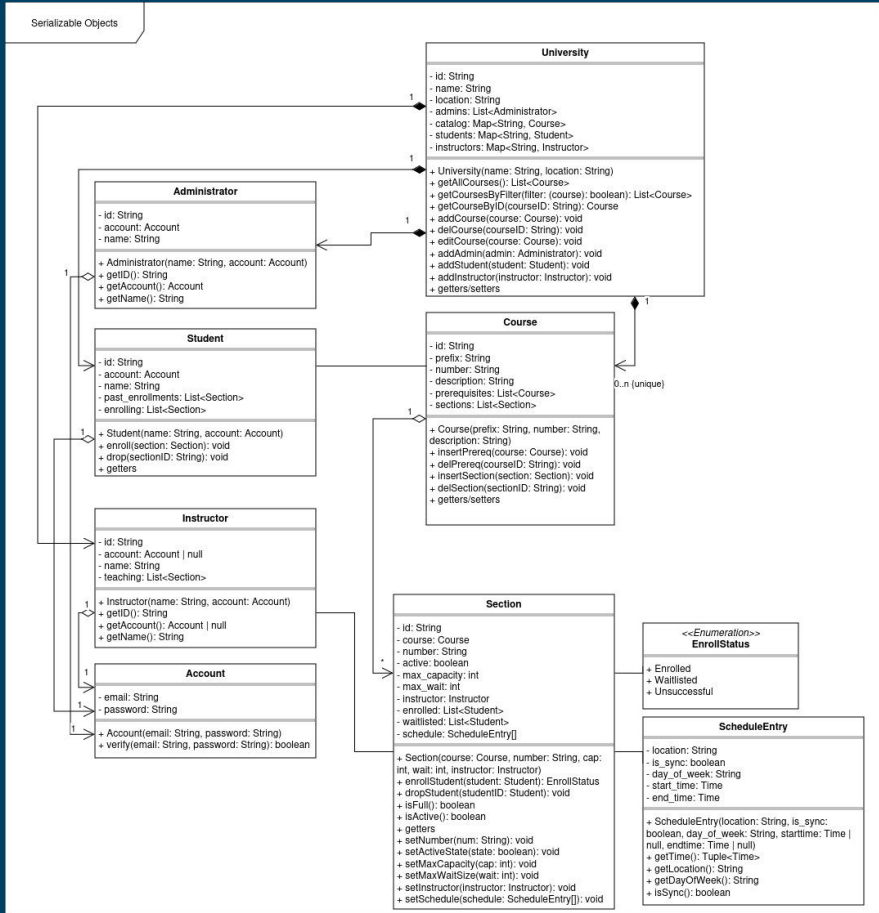 Serializable Objects
University
- id: String
- name: String
- location: String
- admins: List<Administrator>
- catalog: Map<String, Course>
- students: Map<String, Student>
- instructors: Map<String, Instructor>
+ University(name: String, location: String)
+ getAllCourses(): List<Course>
+ getCoursesByFilter(filter: (course): boolean): List<Course>
+ getCourseByID(courseID: String): Course
+ addCourse(course: Course): void
+ delCourse(courseID: String): void
+ editCourse(course: Course): void
+ addAdmin(admin: Administrator): void
+ addStudent(student: Student): void
+ addInstructor(instructor: Instructor): void
+ getters/setters
1
1
1
1
0..n {unique}
Administrator
- id: String
- account: Account
- name: String
+ Administrator(name: String, account: Account)
+ getID(): String
+ getAccount(): Account
+ getName(): String
1
Student
- id: String
- account: Account
- name: String
- past_enrollments: List<Section>
- enrolling: List<Section>
+ Student(name: String, account: Account)
+ enroll(section: Section): void
+ drop(sectionID: String): void
+ getters
1
Course
- id: String
- prefix: String
- number: String
- description: String
- prerequisites: List<Course>
- sections: List<Section>
+ Course(prefix: String, number: String,
description: String)
+ insertPrereq(course: Course): void
+ delPrereq(courseID: String): void
+ insertSection(section: Section): void
+ delSection(sectionID: String): void
+ getters/setters
1
*
Instructor
- id: String
- account: Account | null
- name: String
- teaching: List<Section>
+ Instructor(name: String, account: Account)
+ getID(): String
+ getAccount(): Account | null
+ getName(): String
1
Account
- email: String
- password: String
+ Account(email: String, password: String)
+ verify(email: String, password: String): boolean
1
1
1
Section
- id: String
- course: Course
- number: String
- active: boolean
- max_capacity: int
- max_wait: int
- instructor: Instructor
- enrolled: List<Student>
- waitlisted: List<Student>
- schedule: ScheduleEntry[]
+ Section(course: Course, number: String, cap:
int, wait: int, instructor: Instructor)
+ enrollStudent(student: Student): EnrollStatus
+ dropStudent(studentID: Student): void
+ isFull(): boolean
+ isActive(): boolean
+ getters
+ setNumber(num: String): void
+ setActiveState(state: boolean): void
+ setMaxCapacity(cap: int): void
+ setMaxWaitSize(wait: int): void
+ setInstructor(instructor: Instructor): void
+ setSchedule(schedule: ScheduleEntry[]): void
<<Enumeration>>
EnrollStatus
+ Enrolled
+ Waitlisted
+ Unsuccessful
ScheduleEntry
- location: String
- is_sync: boolean
- day_of_week: String
- start_time: Time
- end_time: Time
+ ScheduleEntry(location: String, is_sync:
boolean, day_of_week: String, starttime: Time |
null, endtime: Time | null)
+ getTime(): Tuple<Time>
+ getLocation(): String
+ getDayOfWeek(): String
+ isSync(): boolean